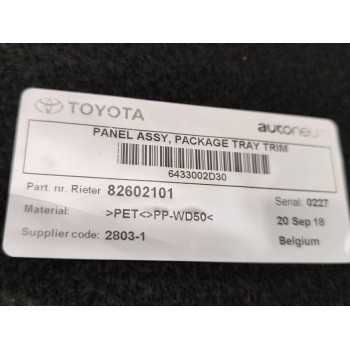 TOYOTA autoneum
PANEL ASSY, PACKAGE TRAY TRIM
6433002D30
Part. nr. Rieter 82602101 Serial: 0227
Material: >PET<>PP-WD50< 20 Sep 18
Supplier code: 2803-1 Belgium